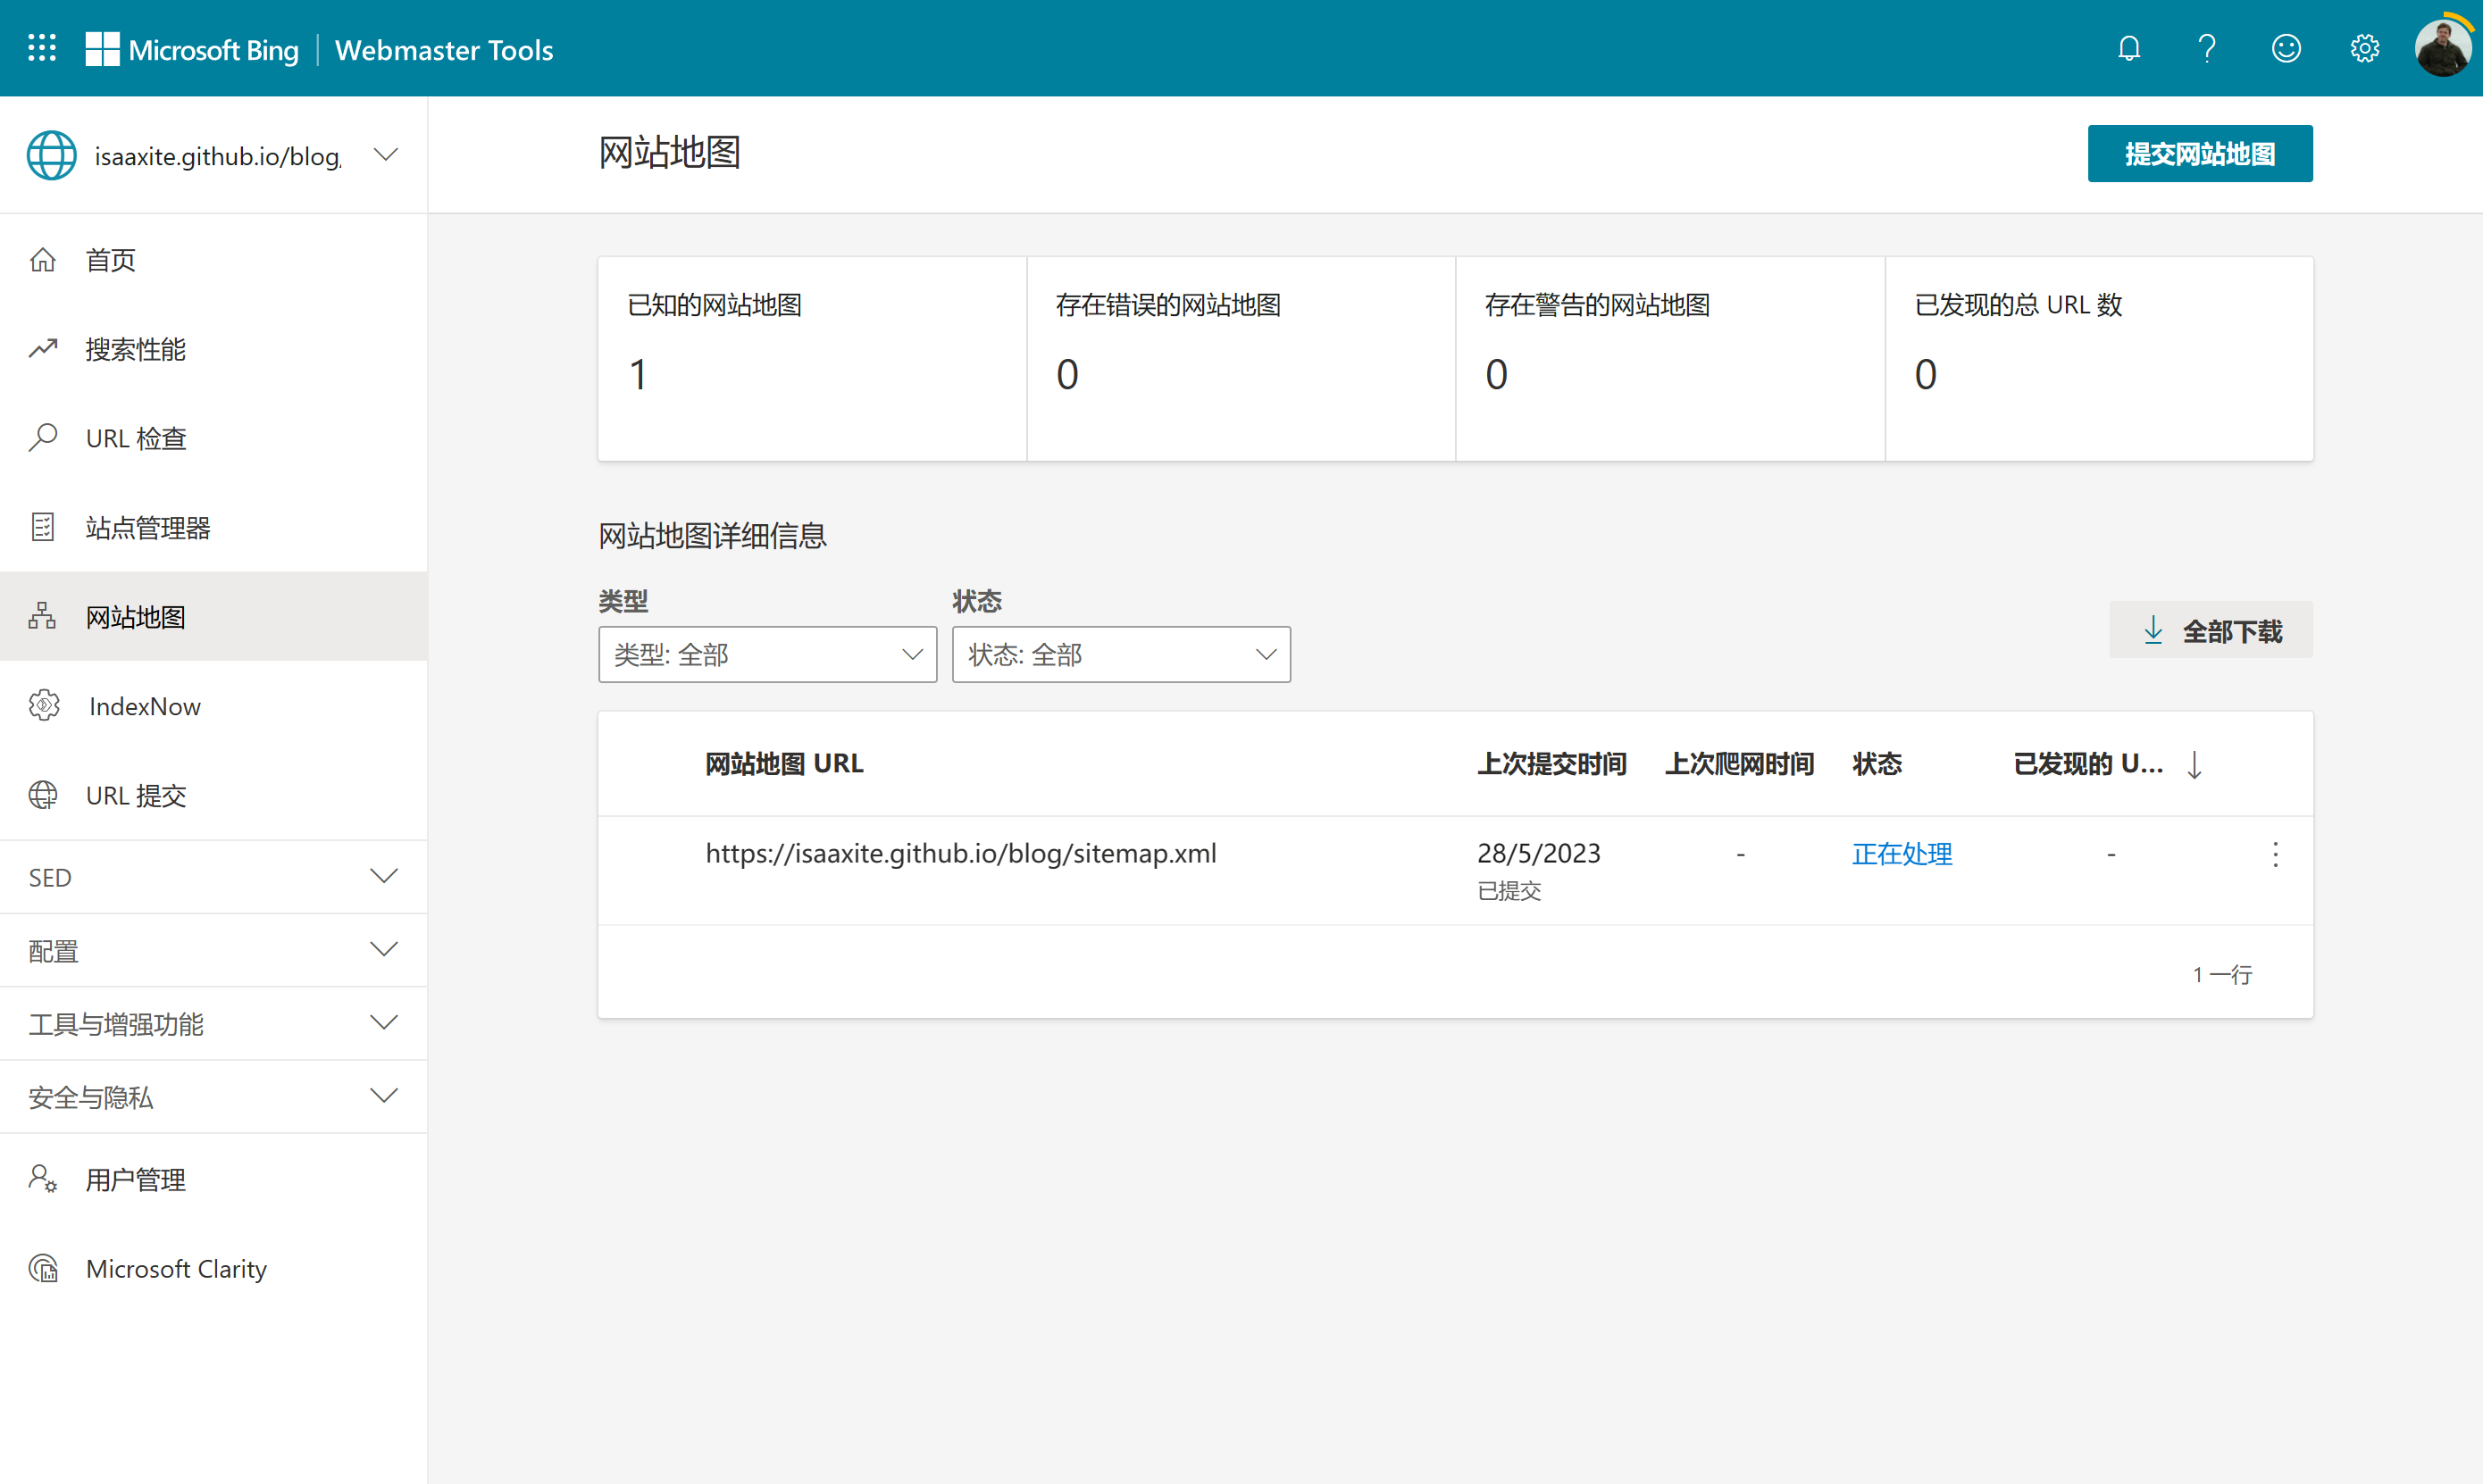 Microsoft Bing | Webmaster Tools
isaaxite.github.io/blog/
网站地图
提交网站地图
首页
搜索性能
URL 检查
站点管理器
网站地图
IndexNow
URL 提交
SED
配置
工具与增强功能
安全与隐私
用户管理
Microsoft Clarity
已知的网站地图
1
存在错误的网站地图
0
存在警告的网站地图
0
已发现的总 URL 数
0
网站地图详细信息
类型
类型: 全部
状态
状态: 全部
全部下载
网站地图 URL 上次提交时间 上次爬网时间 状态 已发现的 U...
https://isaaxite.github.io/blog/sitemap.xml 28/5/2023 - 正在处理 -
已提交
1 一行